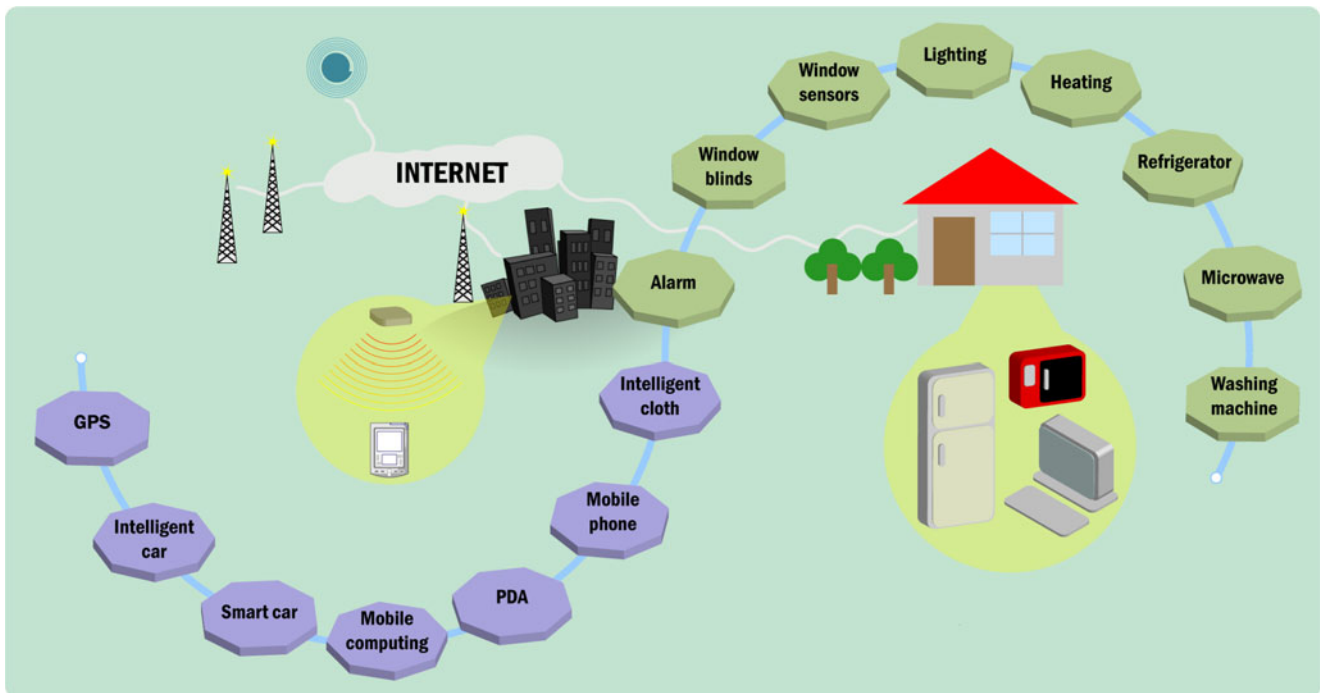 INTERNET
Lighting
Window
sensors
Heating
Window
blinds
Refrigerator
Alarm
Microwave
Washing
machine
Intelligent
cloth
GPS
Mobile
phone
Intelligent
car
PDA
Smart car
Mobile
computing